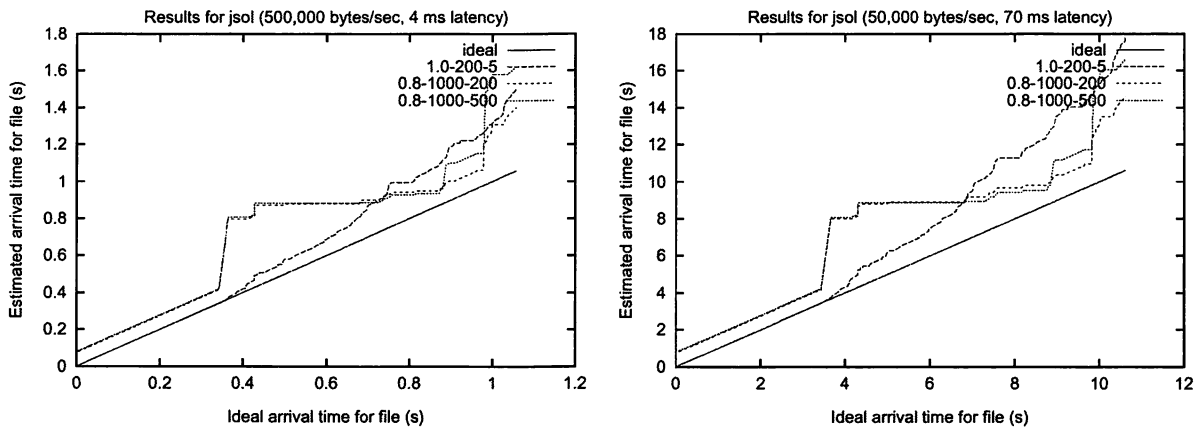 Results for jsol (500,000 bytes/sec, 4 ms latency)
1.8
1.6
1.4
1.2
1
0.8
0.6
0.4
0.2
0
Estimated arrival time for file (s)
ideal
1.0-200-5
0.8-1000-200
0.8-1000-500
0 0.2 0.4 0.6 0.8 1 1.2
Ideal arrival time for file (s)
Results for jsol (50,000 bytes/sec, 70 ms latency)
18
16
14
12
10
8
6
4
2
0
Estimated arrival time for file (s)
ideal
1.0-200-5
0.8-1000-200
0.8-1000-500
0 2 4 6 8 10 12
Ideal arrival time for file (s)